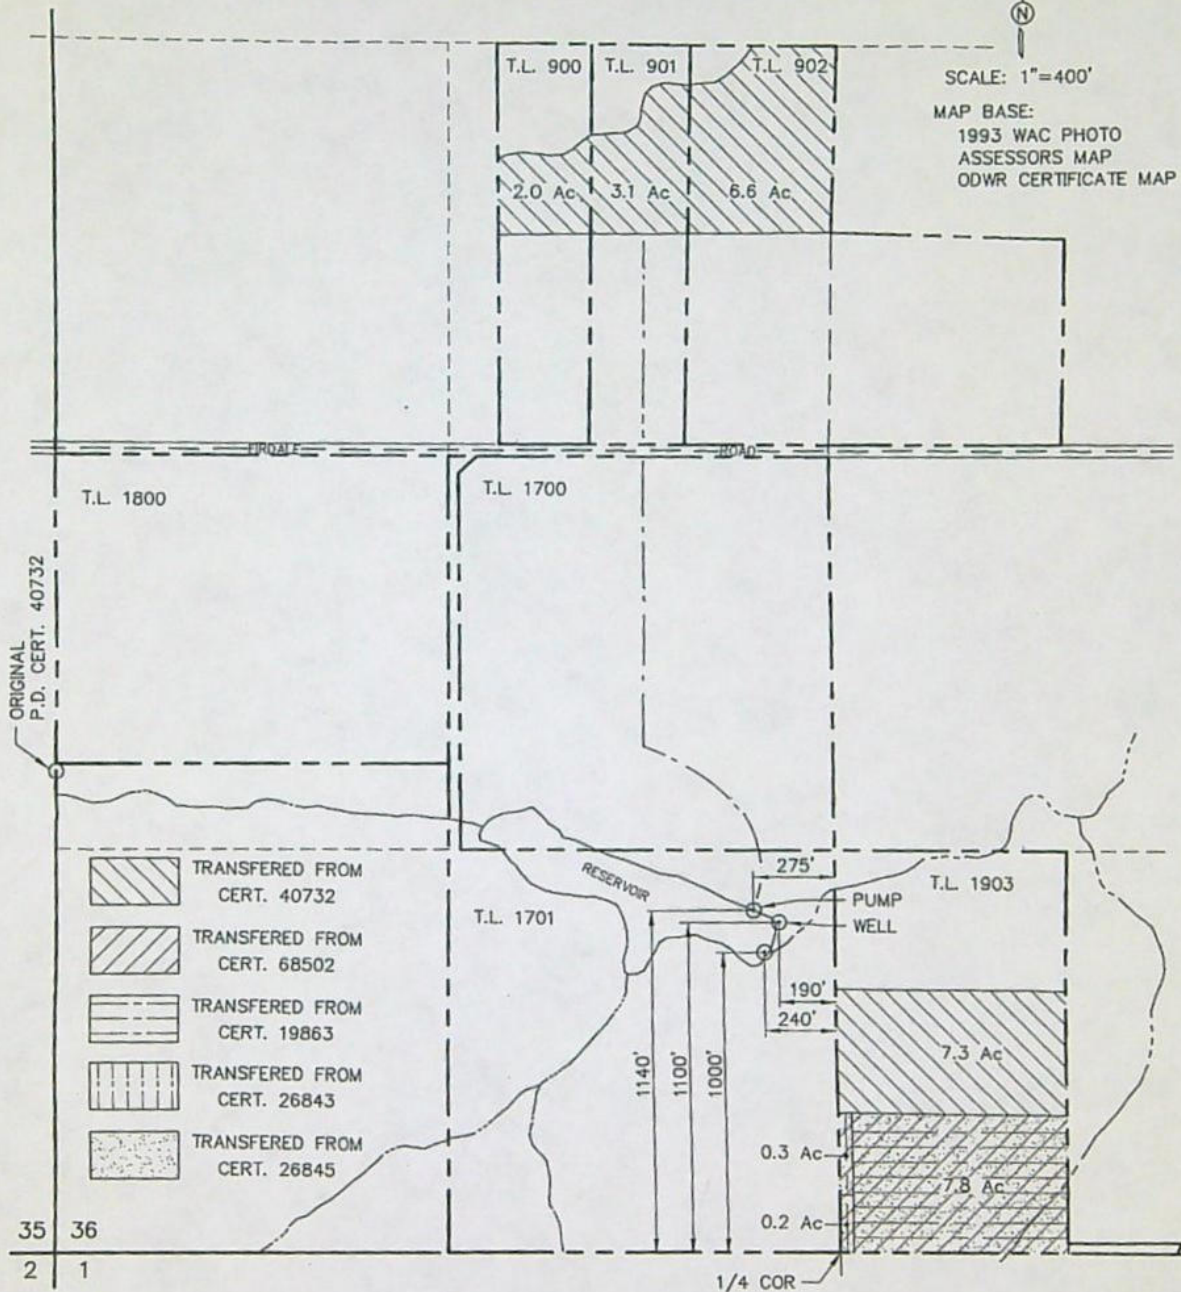 N
T.L. 900
T.L. 901
T.L. 902
SCALE: 1"=400'
MAP BASE:
1993 WAC PHOTO
ASSESSORS MAP
ODWR CERTIFICATE MAP
2.0 Ac
3.1 Ac
6.6 Ac
FIRDALE ROAD
T.L. 1800
T.L. 1700
ORIGINAL
P.D. CERT. 40732
TRANSFERED FROM
CERT. 40732
RESERVOIR
275'
T.L. 1903
PUMP
WELL
T.L. 1701
TRANSFERED FROM
CERT. 68502
190'
240'
TRANSFERED FROM
CERT. 19863
1140'
1100'
1000'
7.3 Ac
TRANSFERED FROM
CERT. 26843
TRANSFERED FROM
CERT. 26845
0.3 Ac
7.8 Ac
0.2 Ac
35 36
2 1
1/4 COR